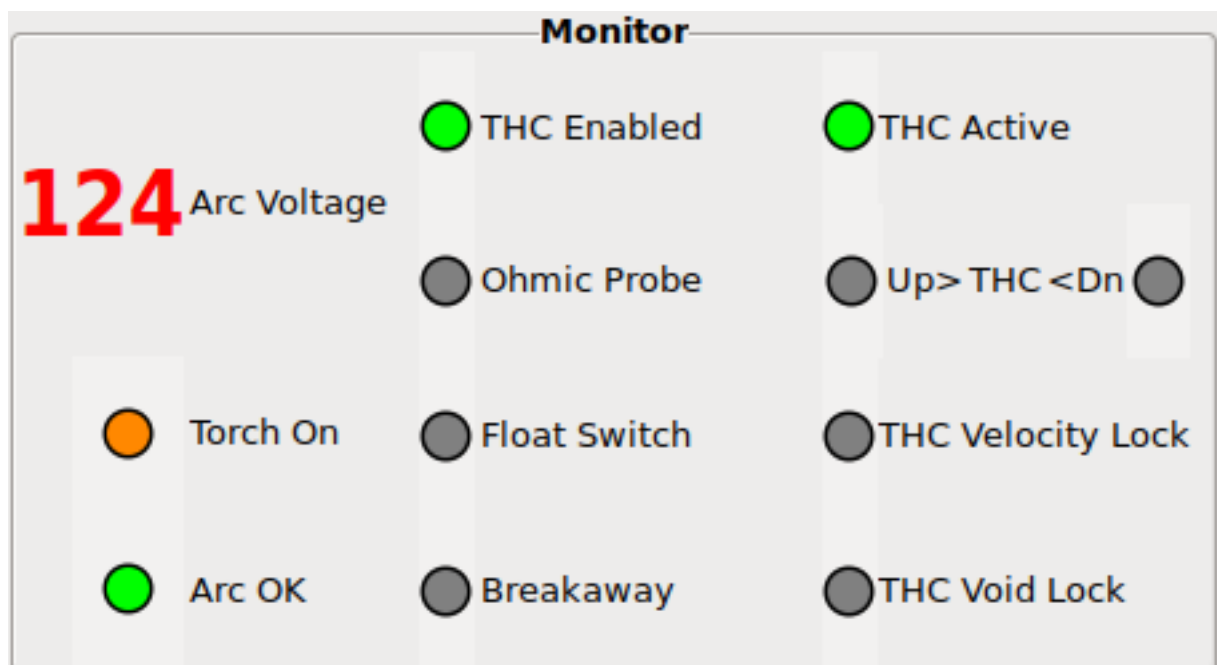 Monitor
THC Enabled
THC Active
124 Arc Voltage
Ohmic Probe
Up> THC <Dn
Torch On
Float Switch
THC Velocity Lock
Arc OK
Breakaway
THC Void Lock